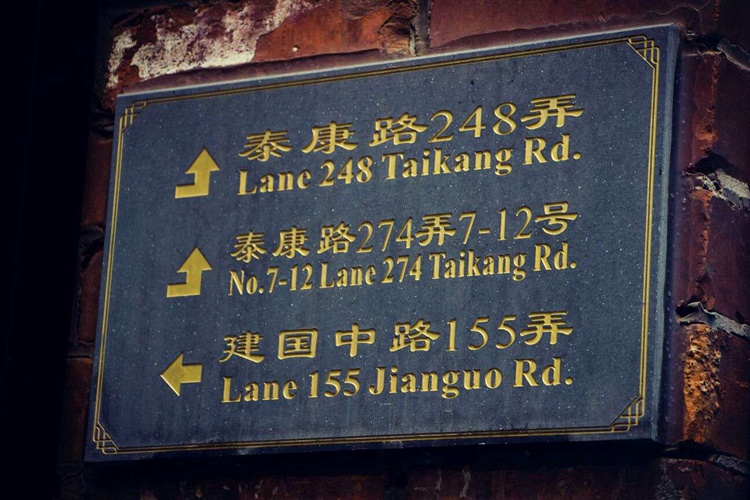 泰康路248弄
Lane 248 Taikang Rd.
泰康路274弄7-12号
No.7-12 Lane 274 Taikang Rd.
建国中路155弄
Lane 155 Jianguo Rd.